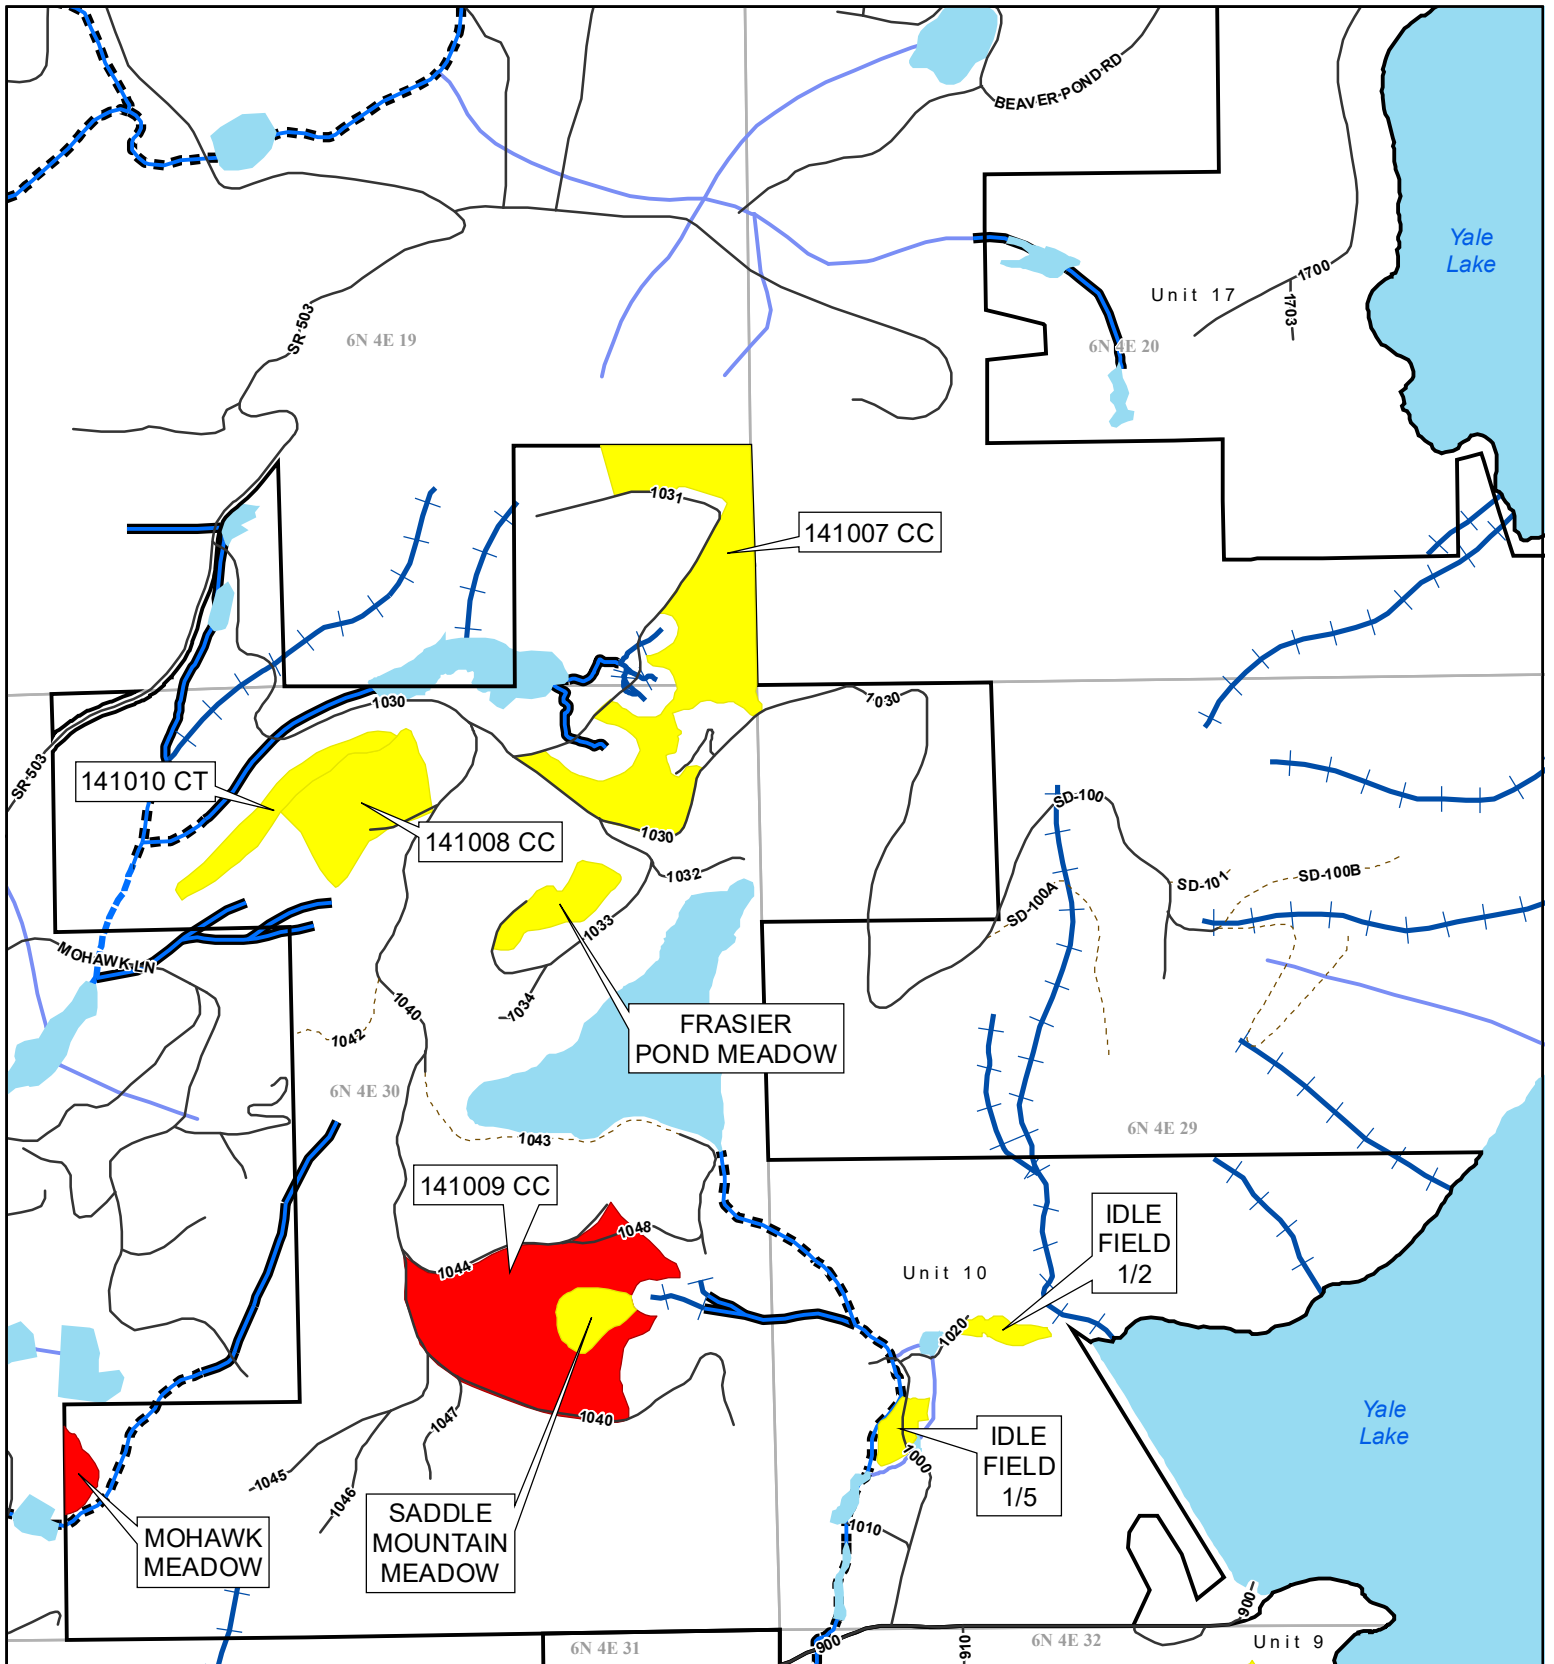 BEAVER POND RD
Yale
Lake
1700
Unit 17
1703
SR 503
6N 4E 19
6N 4E 20
1031
141007 CC
1030
1030
SR 503
141010 CT
SD-100
1030
141008 CC
1032
SD-101
SD-100B
SD-100A
1033
MOHAWK LN
1034
1040
FRASIER
POND MEADOW
1042
6N 4E 30
6N 4E 29
1043
141009 CC
IDLE
FIELD
1/2
1048
1044
Unit 10
1020
1040
1047
Yale
Lake
IDLE
FIELD
1/5
1000
1045
1046
SADDLE
MOUNTAIN
MEADOW
1010
MOHAWK
MEADOW
900
900
910
6N 4E 31
6N 4E 32
Unit 9